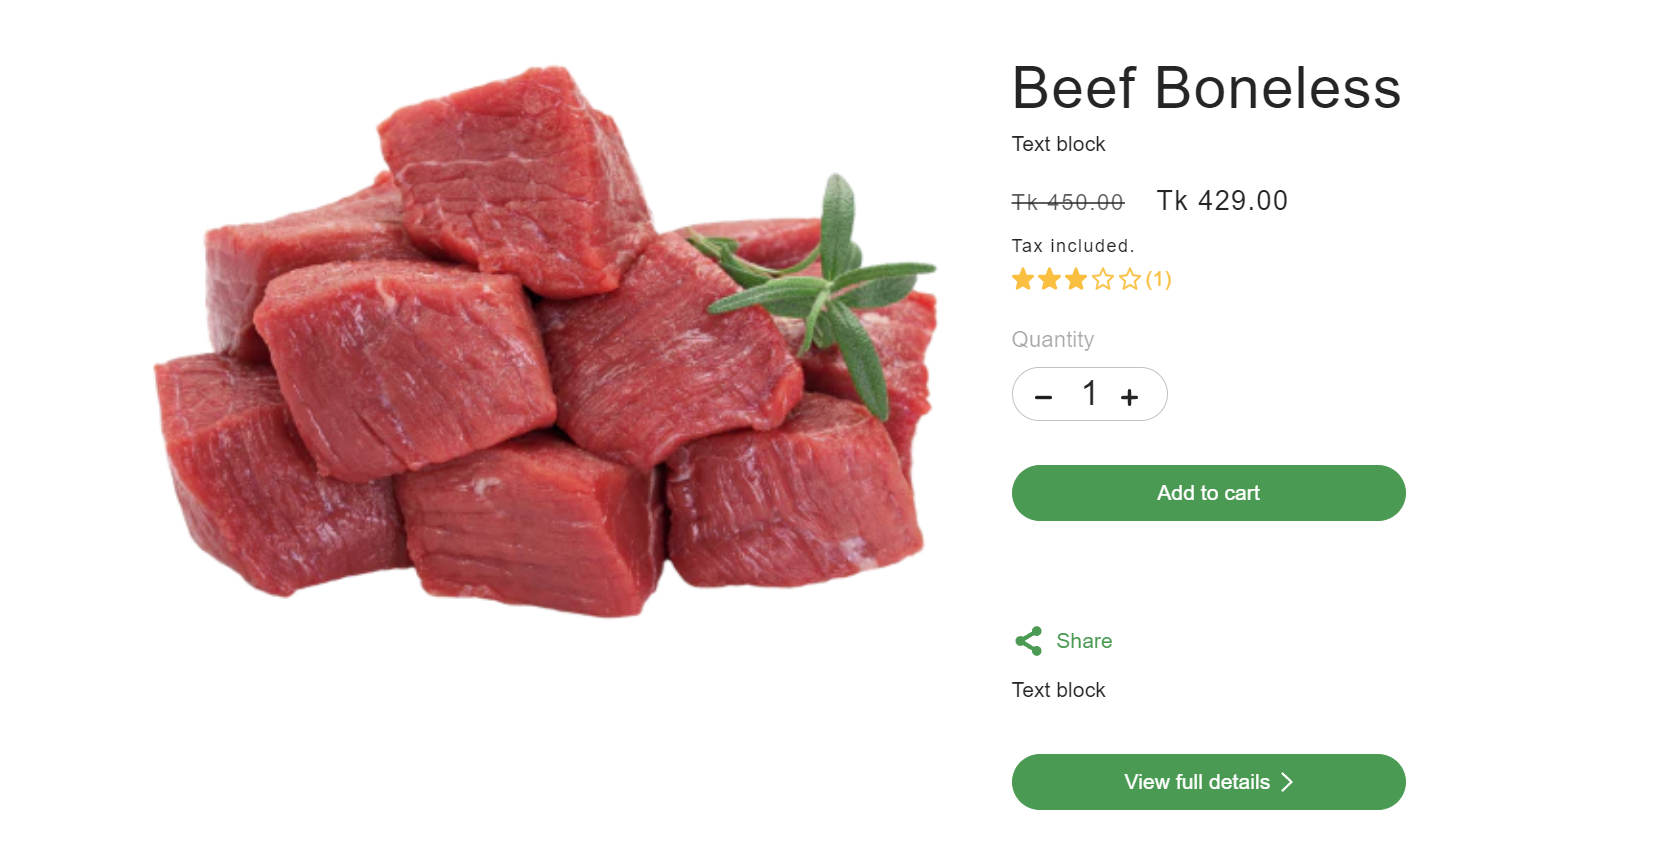 Beef Boneless
Text block
Tk 450.00 Tk 429.00
Tax included.
(1)
Quantity
1
Add to cart
Share
Text block
View full details